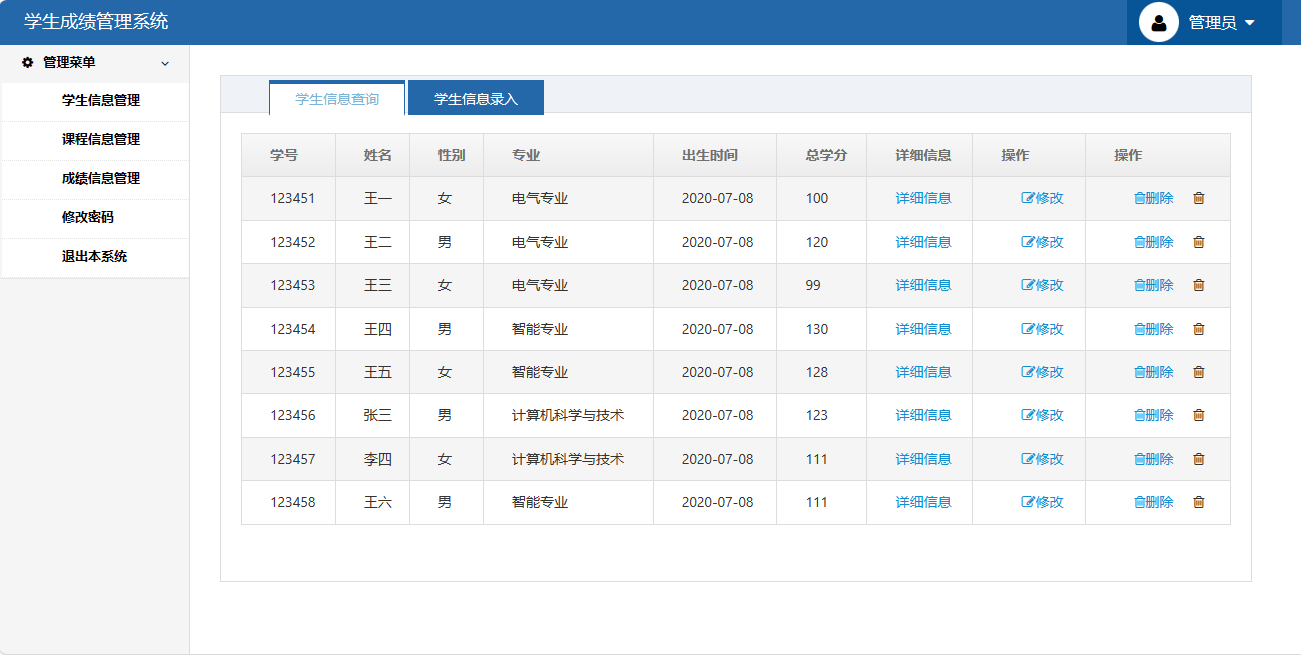 学生成绩管理系统
管理员
管理菜单
学生信息管理
课程信息管理
成绩信息管理
修改密码
退出本系统
学生信息查询 学生信息录入
学号 姓名 性别 专业 出生时间 总学分 详细信息 操作 操作
123451 王一 女 电气专业 2020-07-08 100 详细信息 修改 删除
123452 王二 男 电气专业 2020-07-08 120 详细信息 修改 删除
123453 王三 女 电气专业 2020-07-08 99 详细信息 修改 删除
123454 王四 男 智能专业 2020-07-08 130 详细信息 修改 删除
123455 王五 女 智能专业 2020-07-08 128 详细信息 修改 删除
123456 张三 男 计算机科学与技术 2020-07-08 123 详细信息 修改 删除
123457 李四 女 计算机科学与技术 2020-07-08 111 详细信息 修改 删除
123458 王六 男 智能专业 2020-07-08 111 详细信息 修改 删除